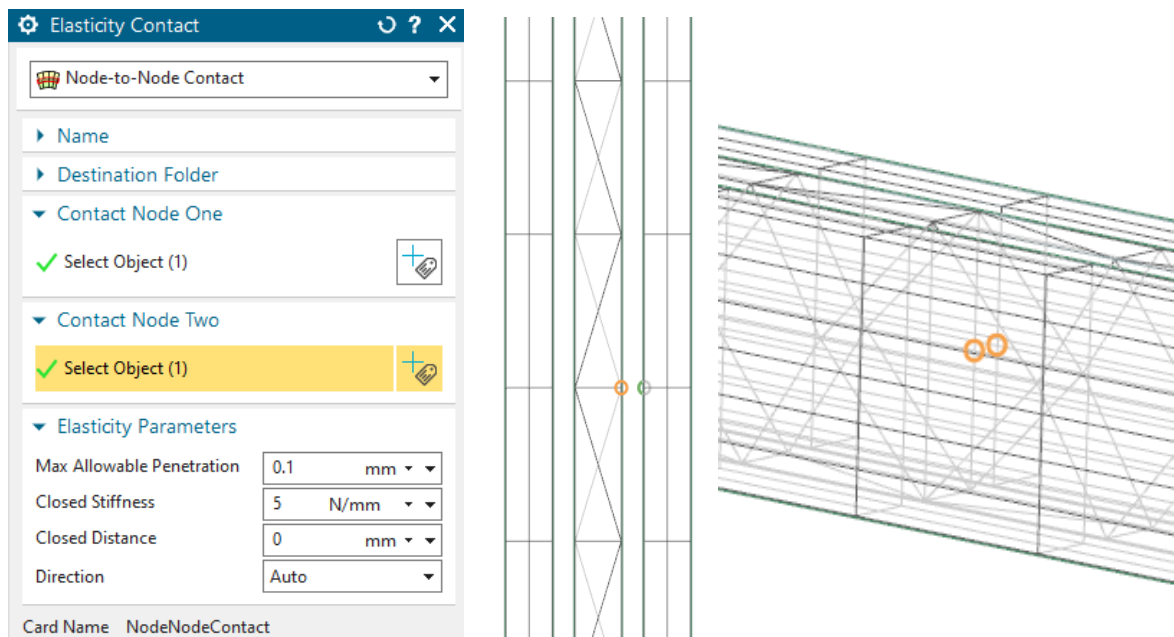 Elasticity Contact
Node-to-Node Contact
Name
Destination Folder
Contact Node One
Select Object (1)
Contact Node Two
Select Object (1)
Elasticity Parameters
Max Allowable Penetration 0.1 mm
Closed Stiffness 5 N/mm
Closed Distance 0 mm
Direction Auto
Card Name NodeNodeContact